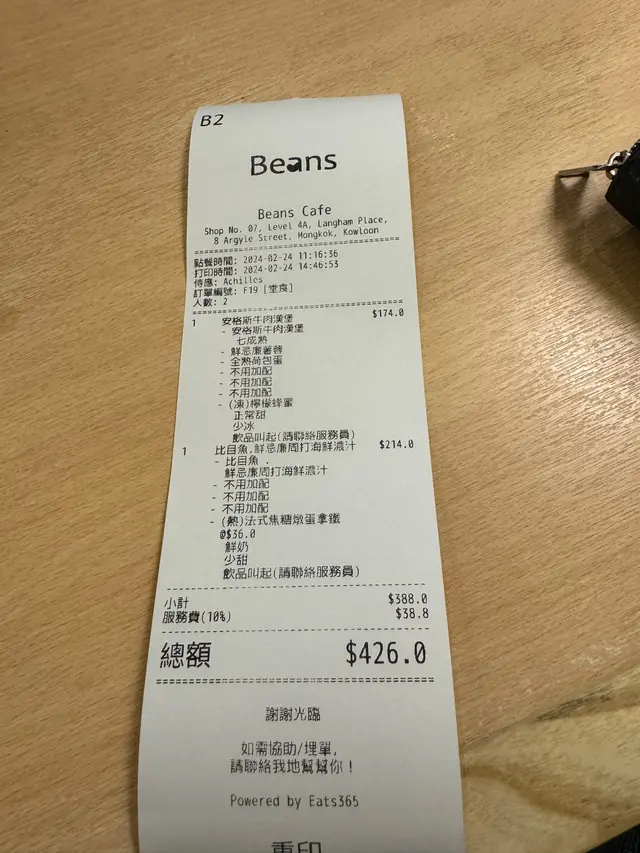 B2
Beans
Beans Cafe
Shop No. 07, Level 4A, Langham Place,
8 Argyle Street, Mongkok, Kowloon
點餐時間: 2024-02-24 11:16:36
打印時間: 2024-02-24 14:46:53
侍應: Achilles
訂單編號: F19 [堂食]
人數: 2
1 安格斯牛肉漢堡 $174.0
- 安格斯牛肉漢堡
七成熟
- 鮮忌廉薯蓉
- 全熟荷包蛋
- 不用加配
- 不用加配
- 不用加配
- (凍)檸檬蜂蜜
正常甜
少冰
飲品叫起(請聯絡服務員)
1 比目魚,鮮忌廉周打海鮮濃汁 $214.0
- 比目魚,
鮮忌廉周打海鮮濃汁
- 不用加配
- 不用加配
- 不用加配
- (熱)法式焦糖燉蛋拿鐵
@$36.0
鮮奶
少甜
飲品叫起(請聯絡服務員)
小計 $388.0
服務費(10%) $38.8
總額 $426.0
謝謝光臨
如需協助/埋單,
請聯絡我地幫幫你!
Powered by Eats365
重印